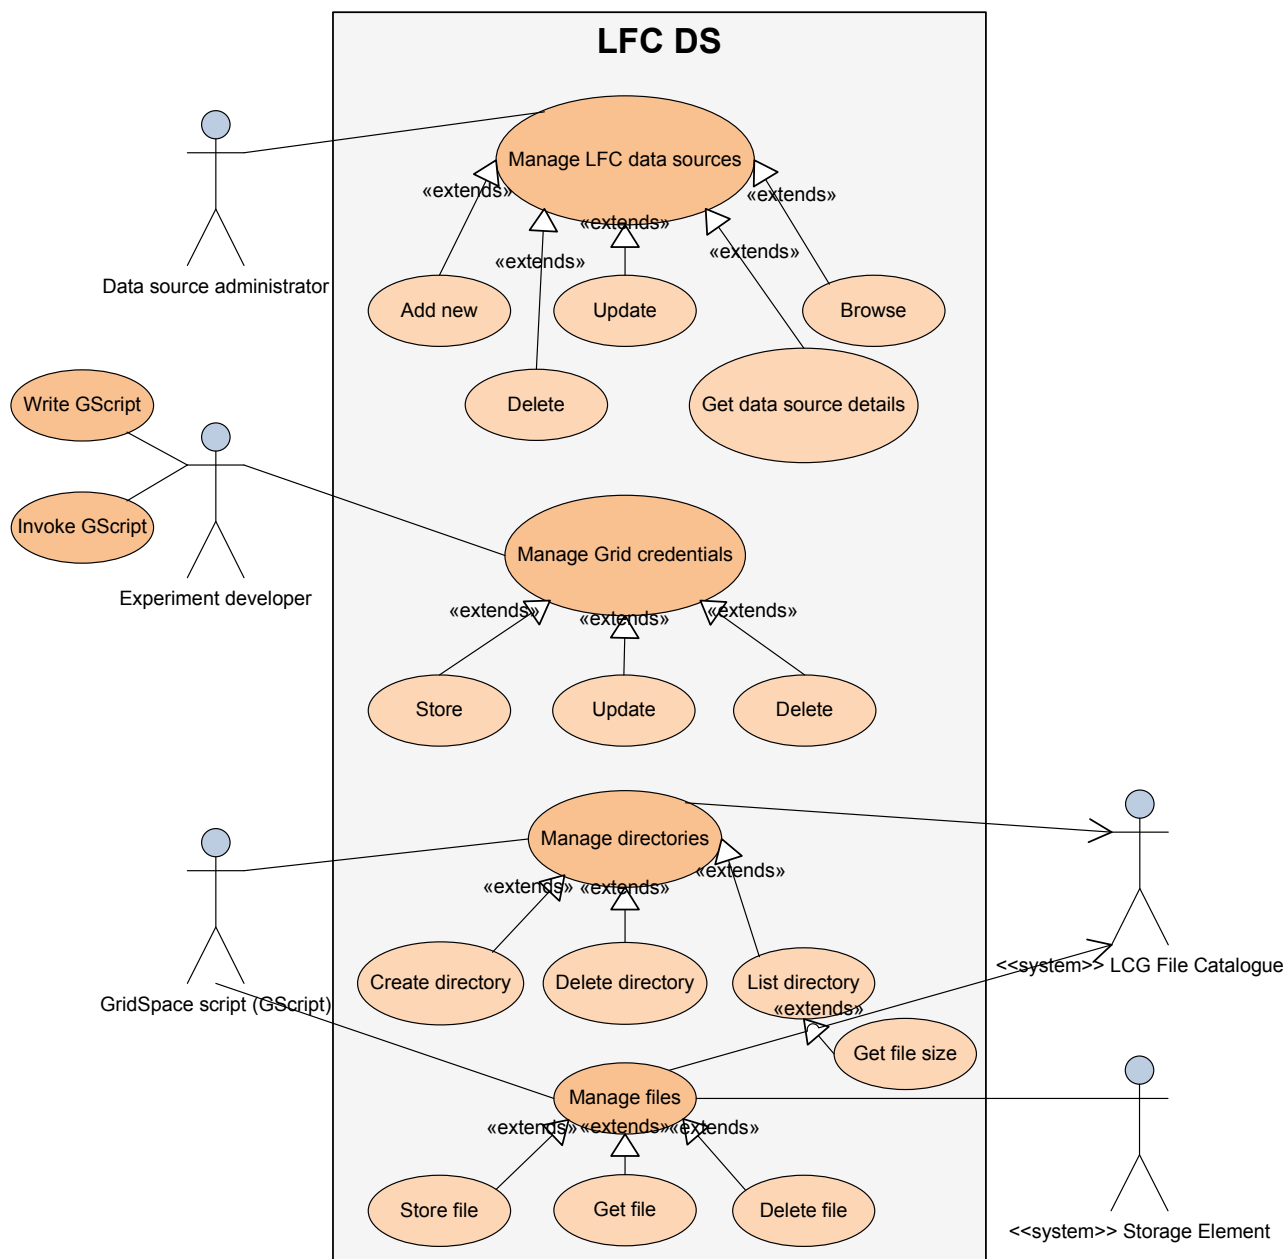 LFC DS
Manage LFC data sources
«extends»
«extends»
«extends»
«extends»
«extends»
Data source administrator
Add new
Update
Browse
Delete
Get data source details
Write GScript
Invoke GScript
Experiment developer
Manage Grid credentials
«extends»
«extends»
«extends»
Store
Update
Delete
Manage directories
«extends»
«extends»
«extends»
Create directory
Delete directory
List directory
«extends»
Get file size
GridSpace script (GScript)
<<system>> LCG File Catalogue
Manage files
«extends»
«extends»
«extends»
Store file
Get file
Delete file
<<system>> Storage Element